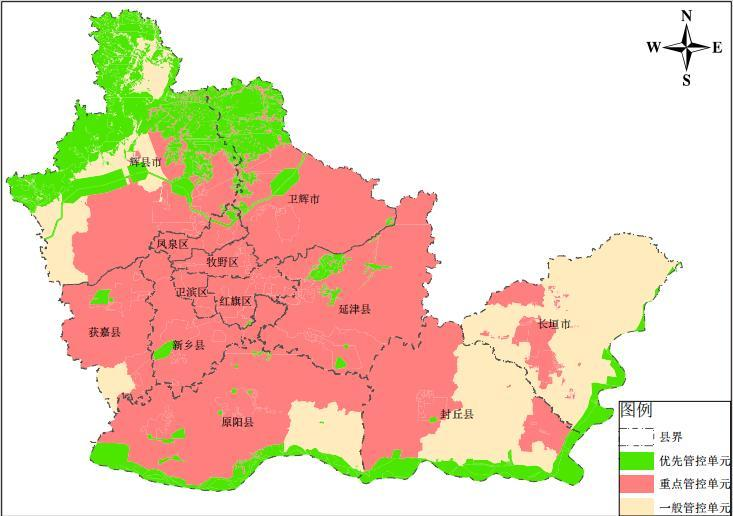 N
W E
S
辉县市
卫辉市
凤泉区
牧野区
卫滨区
红旗区
延津县
长垣市
获嘉县
新乡县
原阳县
封丘县
图例
县界
优先管控单元
重点管控单元
一般管控单元